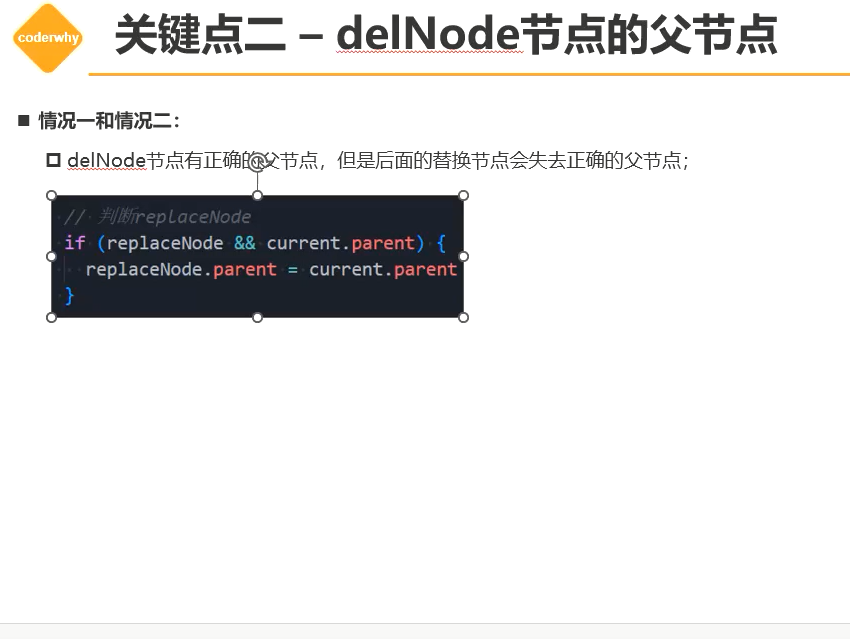 coderwhy
关键点二 – delNode节点的父节点
■ 情况一和情况二：
delNode节点有正确的父节点，但是后面的替换节点会失去正确的父节点；
// 判断replaceNode
if (replaceNode && current.parent) {
replaceNode.parent = current.parent
}